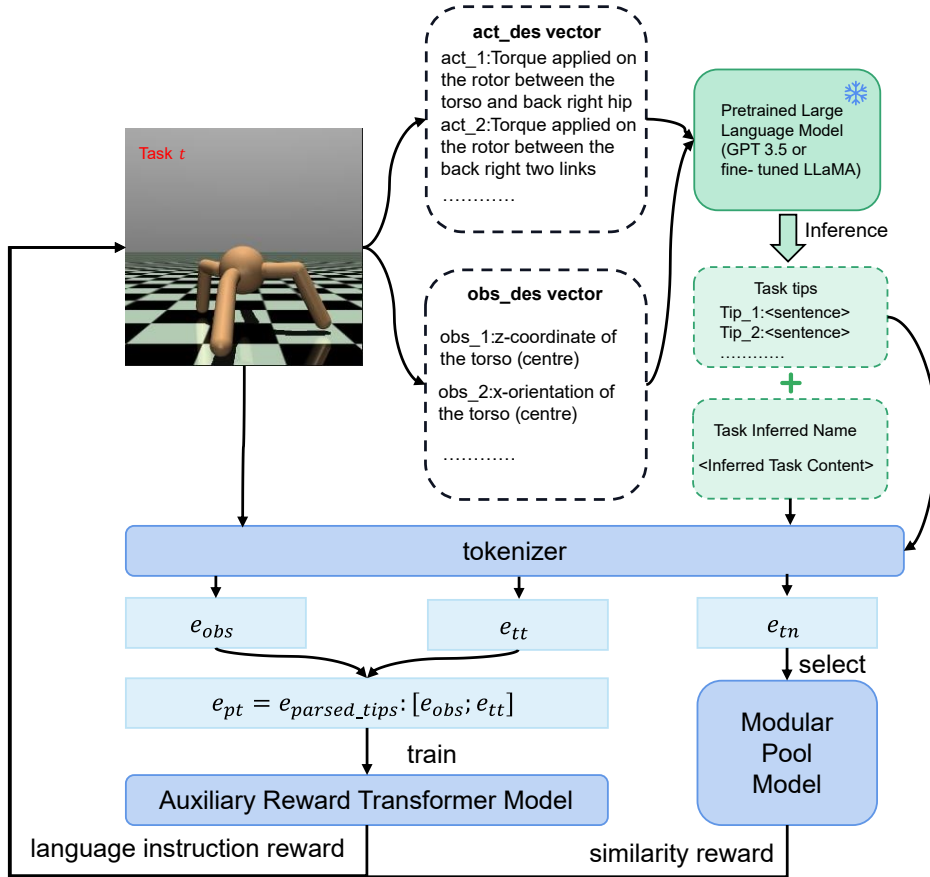 act_des vector
act_1:Torque applied on
the rotor between the
torso and back right hip
act_2:Torque applied on
the rotor between the
back right two links
…………
Task t
obs_des vector
obs_1:z-coordinate of
the torso (centre)
obs_2:x-orientation of
the torso (centre)
…………
Pretrained Large
Language Model
(GPT 3.5 or
fine- tuned LLaMA)
Inference
Task tips
Tip_1:<sentence>
Tip_2:<sentence>
…………
+
Task Inferred Name
<Inferred Task Content>
tokenizer
e_obs
e_tt
e_tn
select
e_pt = e_parsed_tips: [e_obs; e_tt]
train
Modular
Pool
Model
Auxiliary Reward Transformer Model
language instruction reward
similarity reward